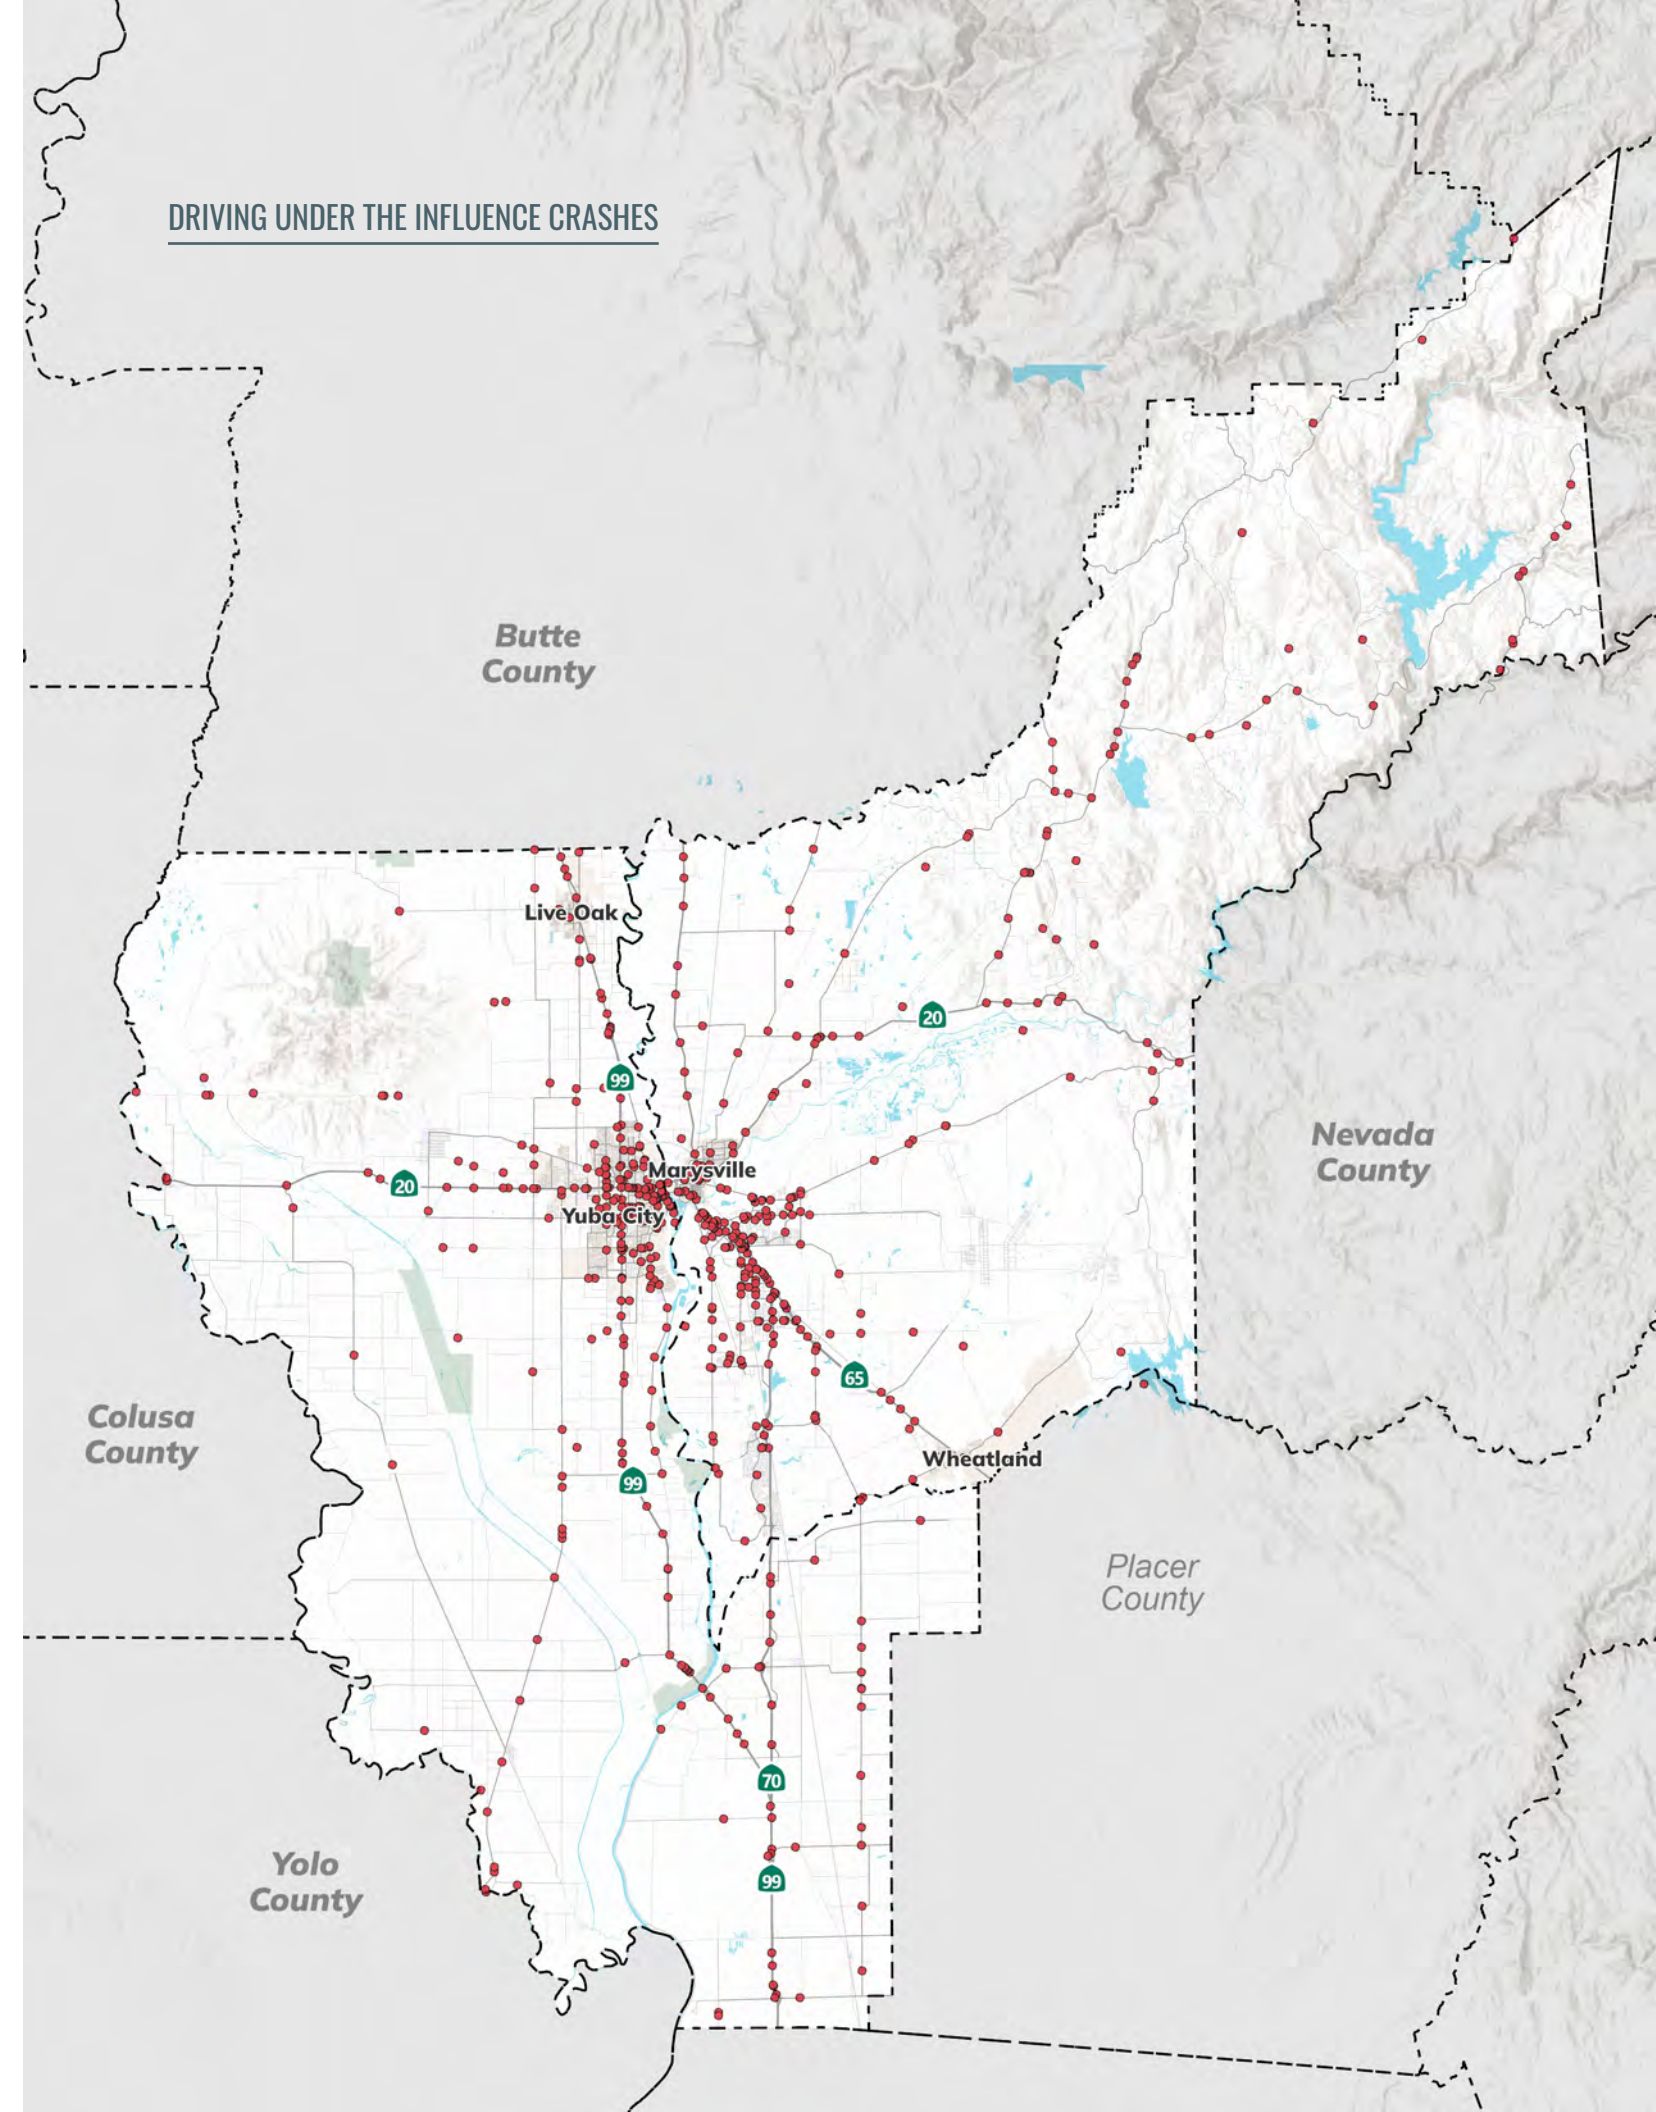 DRIVING UNDER THE INFLUENCE CRASHES
Butte
County
Live Oak
20
99
Nevada
County
Marysville
20
Yuba City
65
Colusa
County
Wheatland
99
Placer
County
70
Yolo
County
99